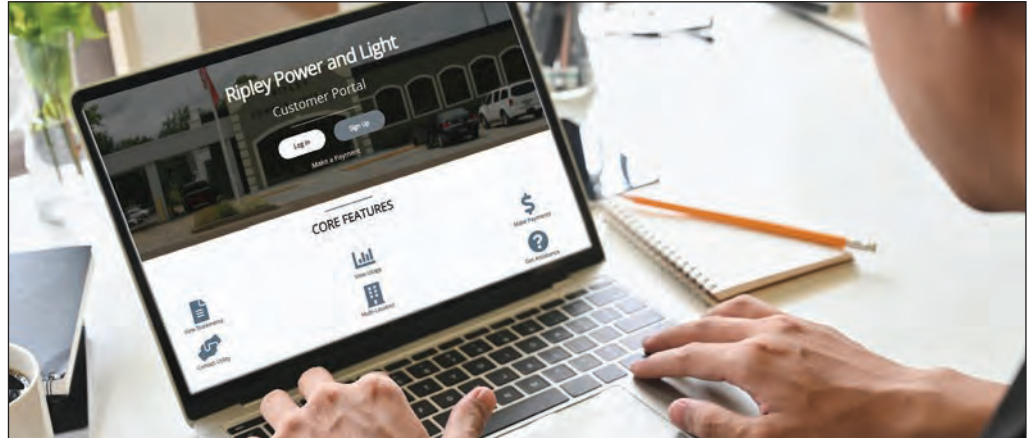 Ripley Power and Light
Customer Portal
Log In
Sign Up
Make a Payment
CORE FEATURES
View Statements
View Usage
Make Payments
Contact Utility
Multi-Location
Get Assistance